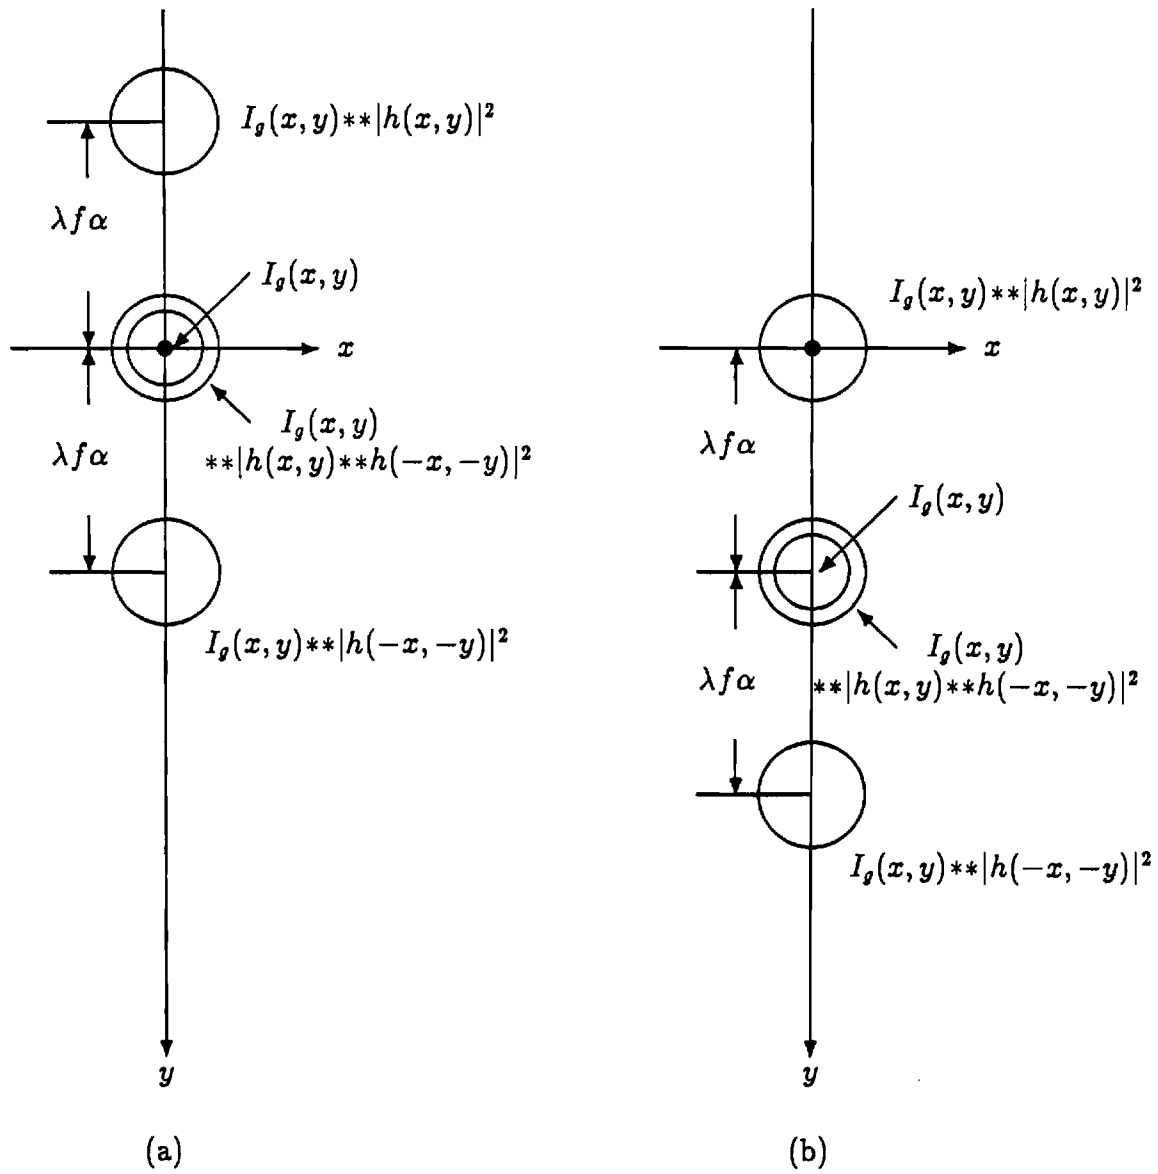 I_g(x,y)**|h(x,y)|²
λfα
I_g(x,y)
x
I_g(x,y)
**|h(x,y)**h(-x,-y)|²
λfα
I_g(x,y)**|h(-x,-y)|²
y
(a)
I_g(x,y)**|h(x,y)|²
x
λfα
I_g(x,y)
I_g(x,y)
**|h(x,y)**h(-x,-y)|²
λfα
I_g(x,y)**|h(-x,-y)|²
y
(b)